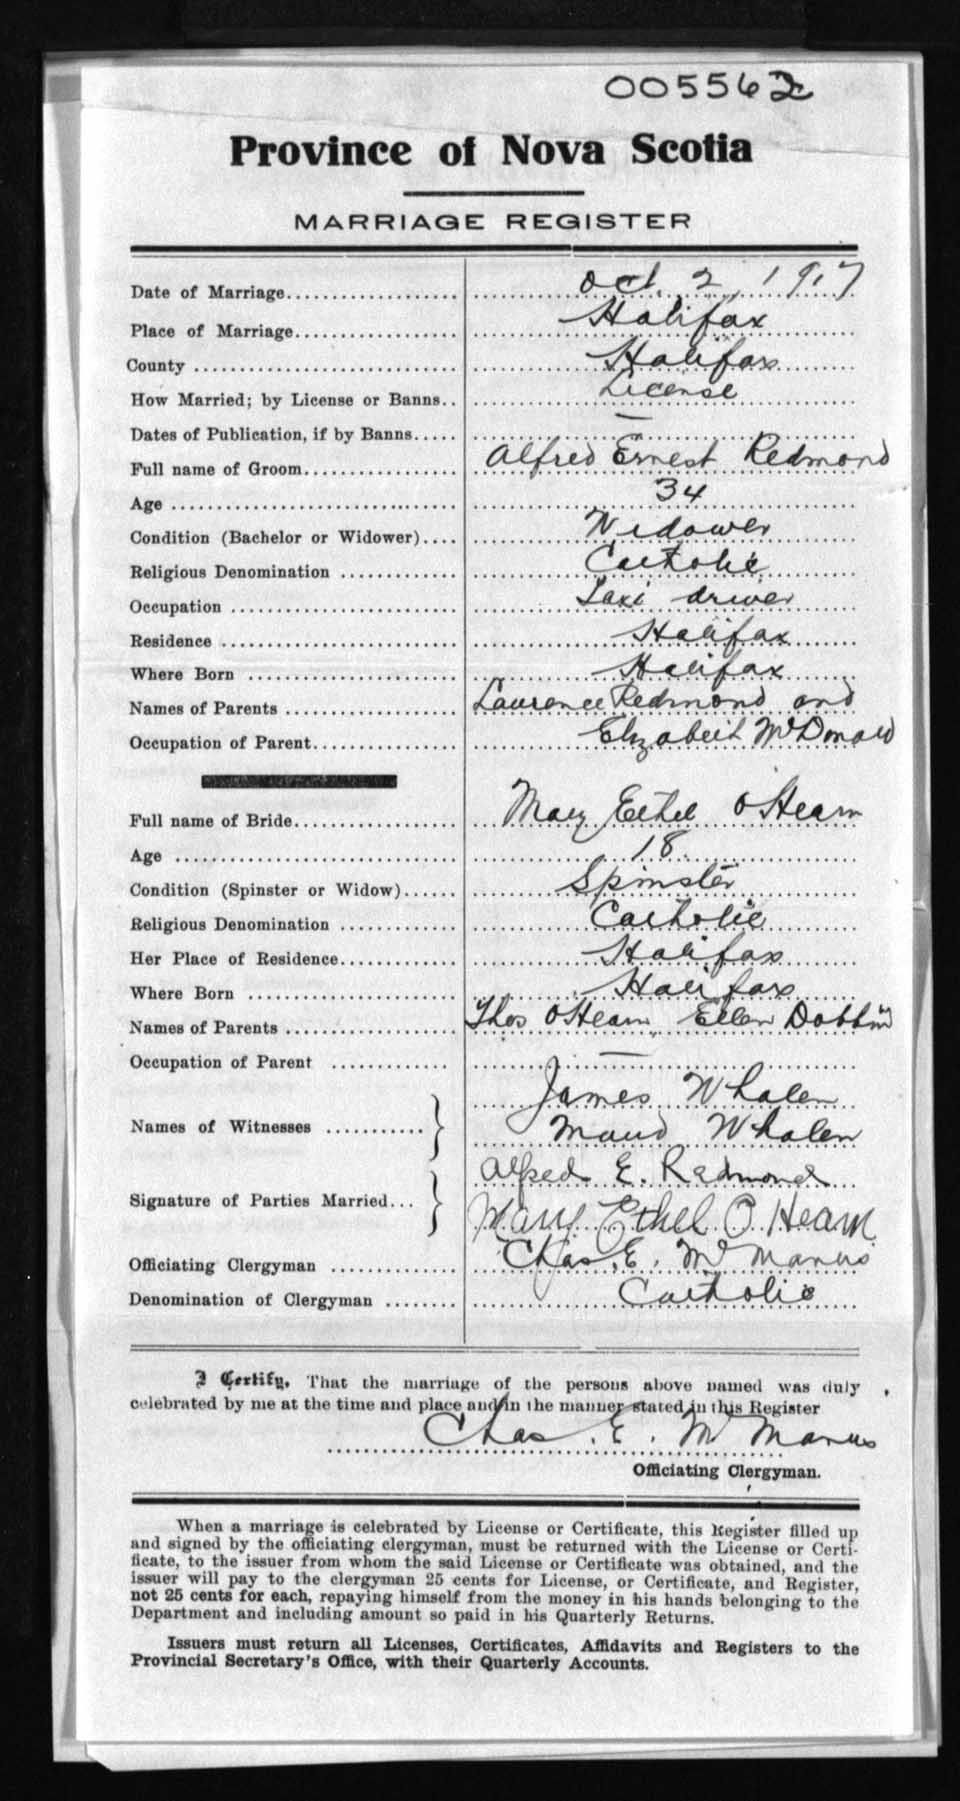 005562
Province of Nova Scotia
MARRIAGE REGISTER
Date of Marriage Oct. 2, 1917
Place of Marriage Halifax
County Halifax
How Married; by License or Banns License
Dates of Publication, if by Banns —
Full name of Groom Alfred Ernest Redmond
Age 34
Condition (Bachelor or Widower) Widower
Religious Denomination Catholic
Occupation Taxi driver
Residence Halifax
Where Born Halifax
Names of Parents Laurence Redmond and
Occupation of Parent Elizabeth McDonald
Full name of Bride Mary Ethel O'Hearn
Age 18
Condition (Spinster or Widow) Spinster
Religious Denomination Catholic
Her Place of Residence Halifax
Where Born Halifax
Names of Parents Thos O'Hearn, Ellen Dobbin
Occupation of Parent —
James Whalen
Names of Witnesses Maud Whalen
Alfred E. Redmond
Signature of Parties Married Mary Ethel O'Hearn
Officiating Clergyman Chas. E. McManus
Denomination of Clergyman Catholic
I Certify, That the marriage of the persons above named was duly
celebrated by me at the time and place and in the manner stated in this Register
Chas. E. McManus
Officiating Clergyman.
When a marriage is celebrated by License or Certificate, this Register filled up
and signed by the officiating clergyman, must be returned with the License or Certi-
ficate, to the issuer from whom the said License or Certificate was obtained, and the
issuer will pay to the clergyman 25 cents for License, or Certificate, and Register,
not 25 cents for each, repaying himself from the money in his hands belonging to the
Department and including amount so paid in his Quarterly Returns.
Issuers must return all Licenses, Certificates, Affidavits and Registers to the
Provincial Secretary's Office, with their Quarterly Accounts.